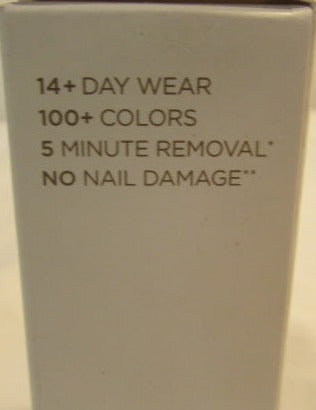 14+ DAY WEAR
100+ COLORS
5 MINUTE REMOVAL*
NO NAIL DAMAGE**